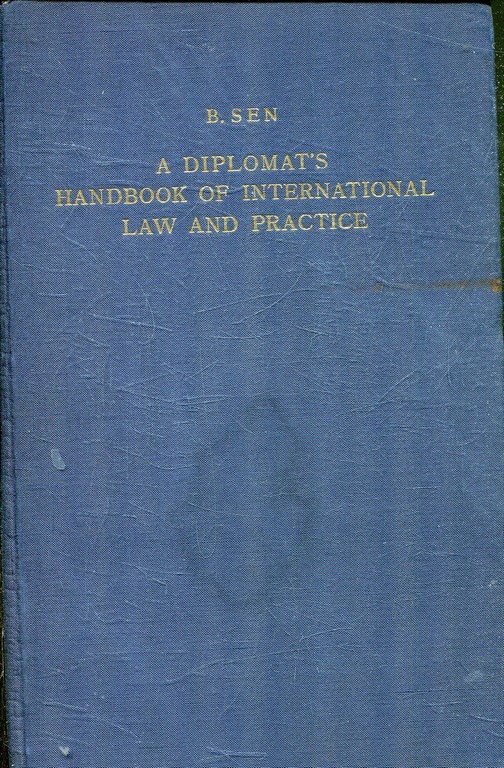 B. SEN
A DIPLOMAT'S
HANDBOOK OF INTERNATIONAL
LAW AND PRACTICE